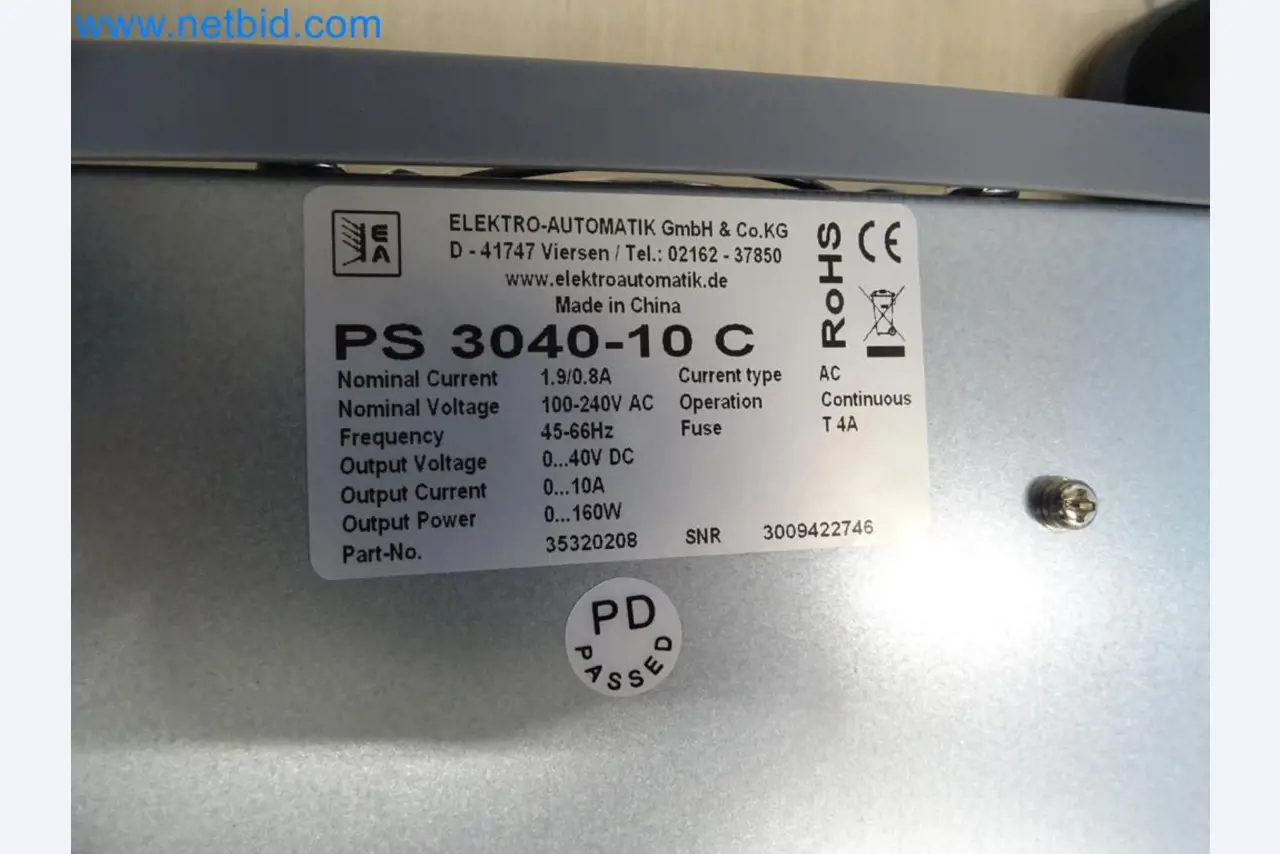 www.netbid.com
EA
ELEKTRO-AUTOMATIK GmbH & Co.KG
D - 41747 Viersen / Tel.: 02162 - 37850
www.elektroautomatik.de
Made in China
RoHS
CE
PS 3040-10 C
Nominal Current 1.9/0.8A Current type AC
Nominal Voltage 100-240V AC Operation Continuous
Frequency 45-66Hz Fuse T 4A
Output Voltage 0...40V DC
Output Current 0...10A
Output Power 0...160W
Part-No. 35320208 SNR 3009422746
PD
PASSED